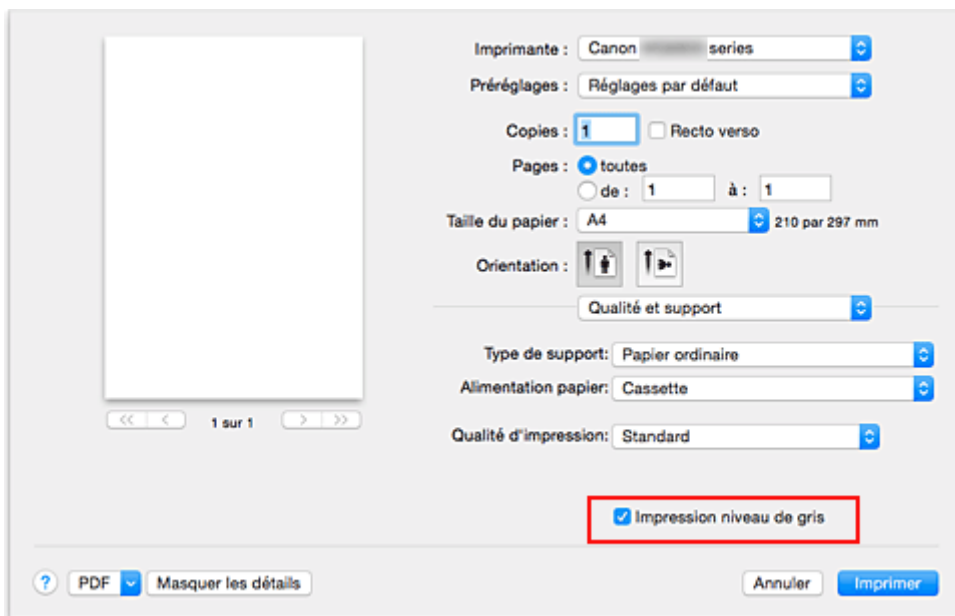 Imprimante : Canon series
Préréglages : Réglages par défaut
Copies : 1 Recto verso
Pages : toutes
de : 1 à : 1
Taille du papier : A4 210 par 297 mm
Orientation :
Qualité et support
Type de support: Papier ordinaire
Alimentation papier: Cassette
<< < 1 sur 1 > >>
Qualité d'impression: Standard
Impression niveau de gris
? PDF Masquer les détails Annuler Imprimer